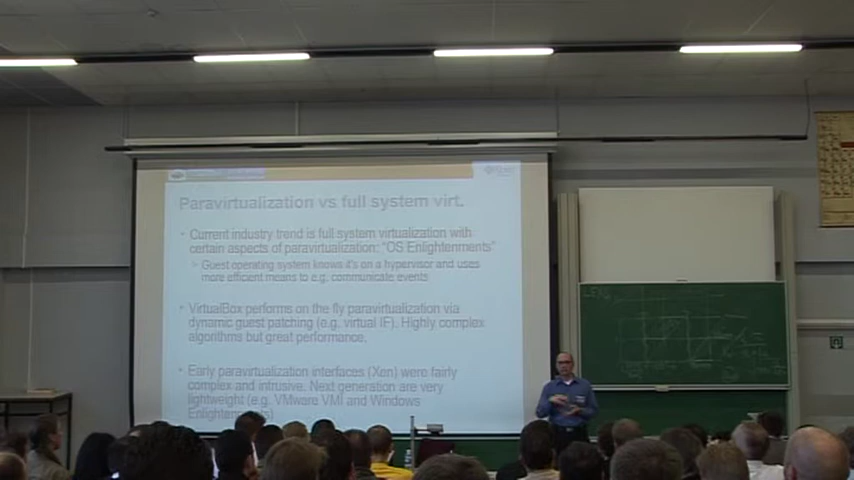 Paravirtualization vs full system virt.
Current industry trend is full system virtualization with
certain aspects of paravirtualization: "OS Enlightenments"
Guest operating system knows it's on a hypervisor and uses
more efficient means to e.g. communicate events
VirtualBox performs on the fly paravirtualization via
dynamic guest patching (e.g. virtual IF). Highly complex
algorithms but great performance.
Early paravirtualization interfaces (Xen) were fairly
complex and intrusive. Next generation are very
lightweight (e.g. VMware VMI and Windows
Enlightenments)